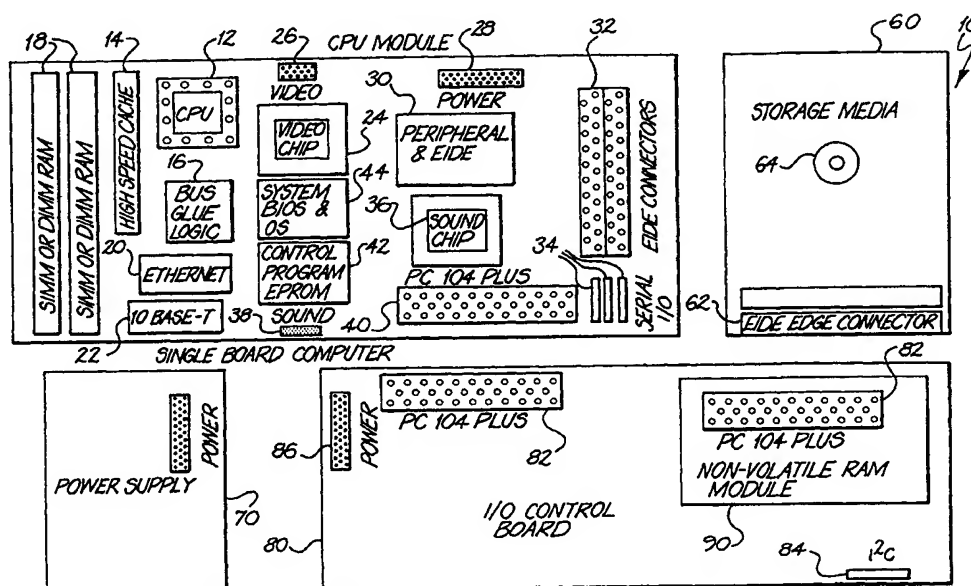 18
14
12
26
CPU MODULE
28
32
60
10
SIMM OR DIMM RAM
SIMM OR DIMM RAM
HIGH SPEED CACHE
CPU
VIDEO
POWER
30
VIDEO CHIP
24
PERIPHERAL & EIDE
EIDE CONNECTORS
STORAGE MEDIA
64
16
BUS GLUE LOGIC
44
SYSTEM BIOS & OS
36
SOUND CHIP
34
20
ETHERNET
CONTROL PROGRAM EPROM
42
PC 104 PLUS
SERIAL I/O
22
10 BASE-T
SOUND
38
40
62
EIDE EDGE CONNECTOR
SINGLE BOARD COMPUTER
82
POWER
POWER SUPPLY
70
86
POWER
PC 104 PLUS
82
PC 104 PLUS
NON-VOLATILE RAM MODULE
I/O CONTROL BOARD
80
90
84
I²C